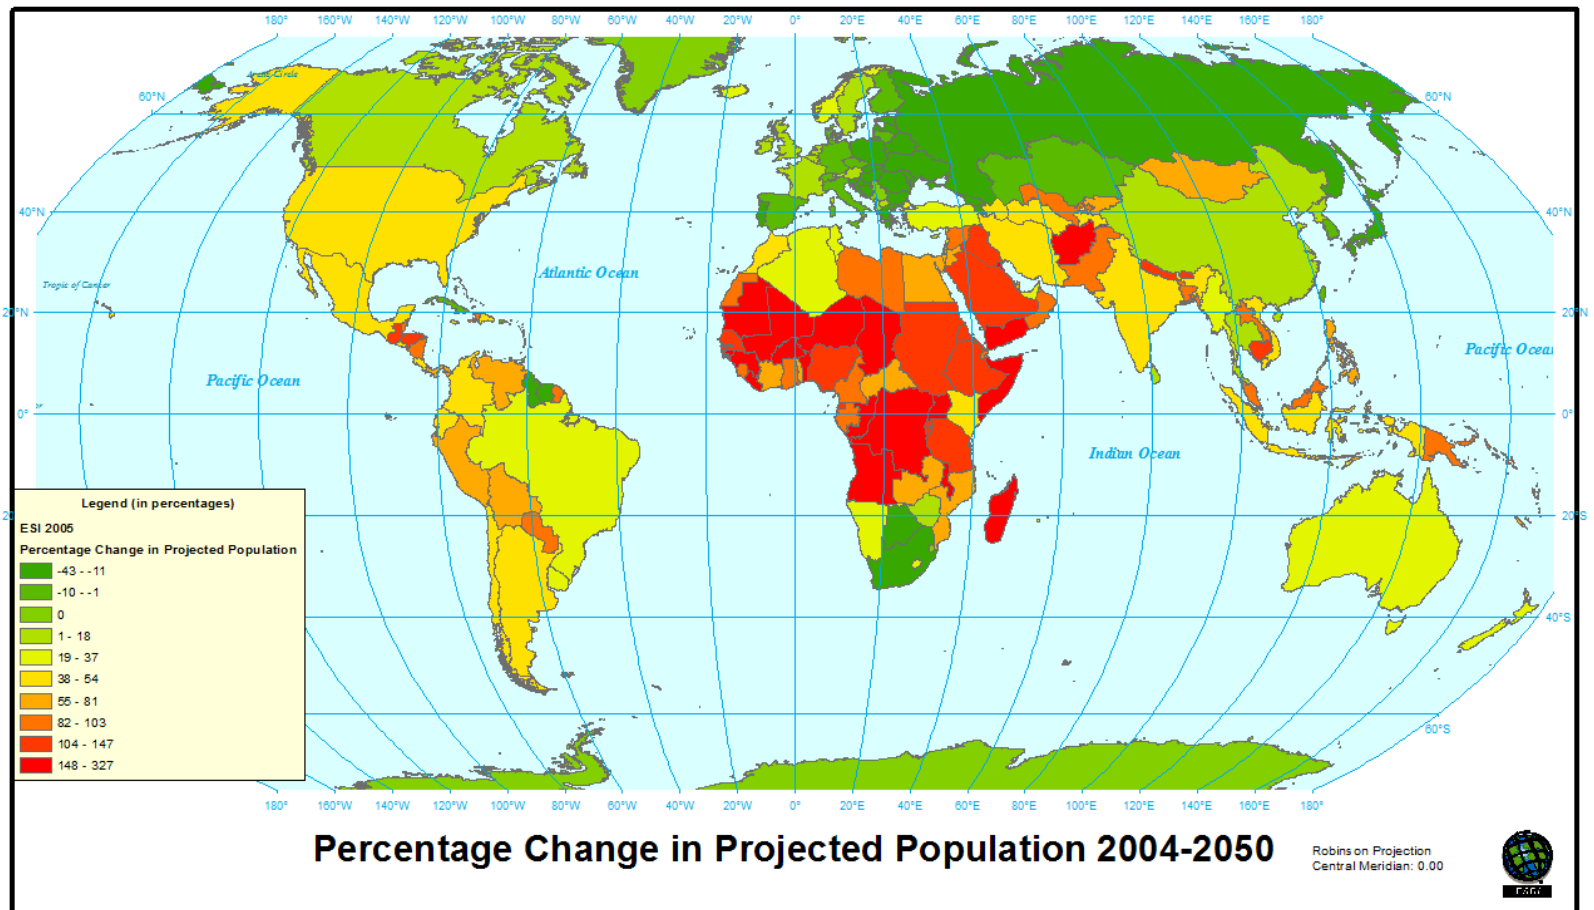 180° 160°W 140°W 120°W 100°W 80°W 60°W 40°W 20°W 0° 20°E 40°E 60°E 80°E 100°E 120°E 140°E 160°E 180°
Arctic Circle
60°N 60°N
40°N 40°N
Atlantic Ocean
Tropic of Cancer
20°N 20°N
Pacific Ocean Pacific Ocean
0° 0°
Indian Ocean
Legend (in percentages)
ESI 2005
Percentage Change in Projected Population
-43 - -11
-10 - -1
0
1 - 18
19 - 37
38 - 54
55 - 81
82 - 103
104 - 147
148 - 327
20°S
40°S
60°S
180° 160°W 140°W 120°W 100°W 80°W 60°W 40°W 20°W 0° 20°E 40°E 60°E 80°E 100°E 120°E 140°E 160°E 180°
Percentage Change in Projected Population 2004-2050
Robinson Projection
Central Meridian: 0.00